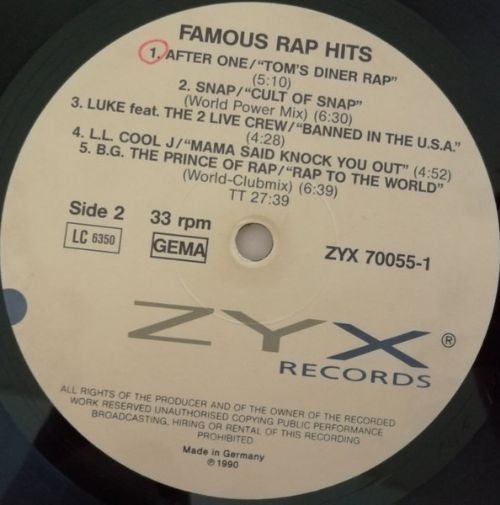 FAMOUS RAP HITS
1. AFTER ONE/"TOM'S DINER RAP"
(5:10)
2. SNAP/"CULT OF SNAP"
(World Power Mix) (6:30)
3. LUKE feat. THE 2 LIVE CREW/"BANNED IN THE U.S.A."
(4:28)
4. L.L. COOL J/"MAMA SAID KNOCK YOU OUT" (4:52)
5. B.G. THE PRINCE OF RAP/"RAP TO THE WORLD"
(World-Clubmix) (6:39)
TT 27:39
Side 2 33 rpm
LC 6350 GEMA ZYX 70055-1
ZYX ®
RECORDS
ALL RIGHTS OF THE PRODUCER AND OF THE OWNER OF THE RECORDED
WORK RESERVED UNAUTHORISED COPYING PUBLIC PERFORMANCE
BROADCASTING, HIRING OR RENTAL OF THIS RECORDING
PROHIBITED
Made in Germany
℗ 1990